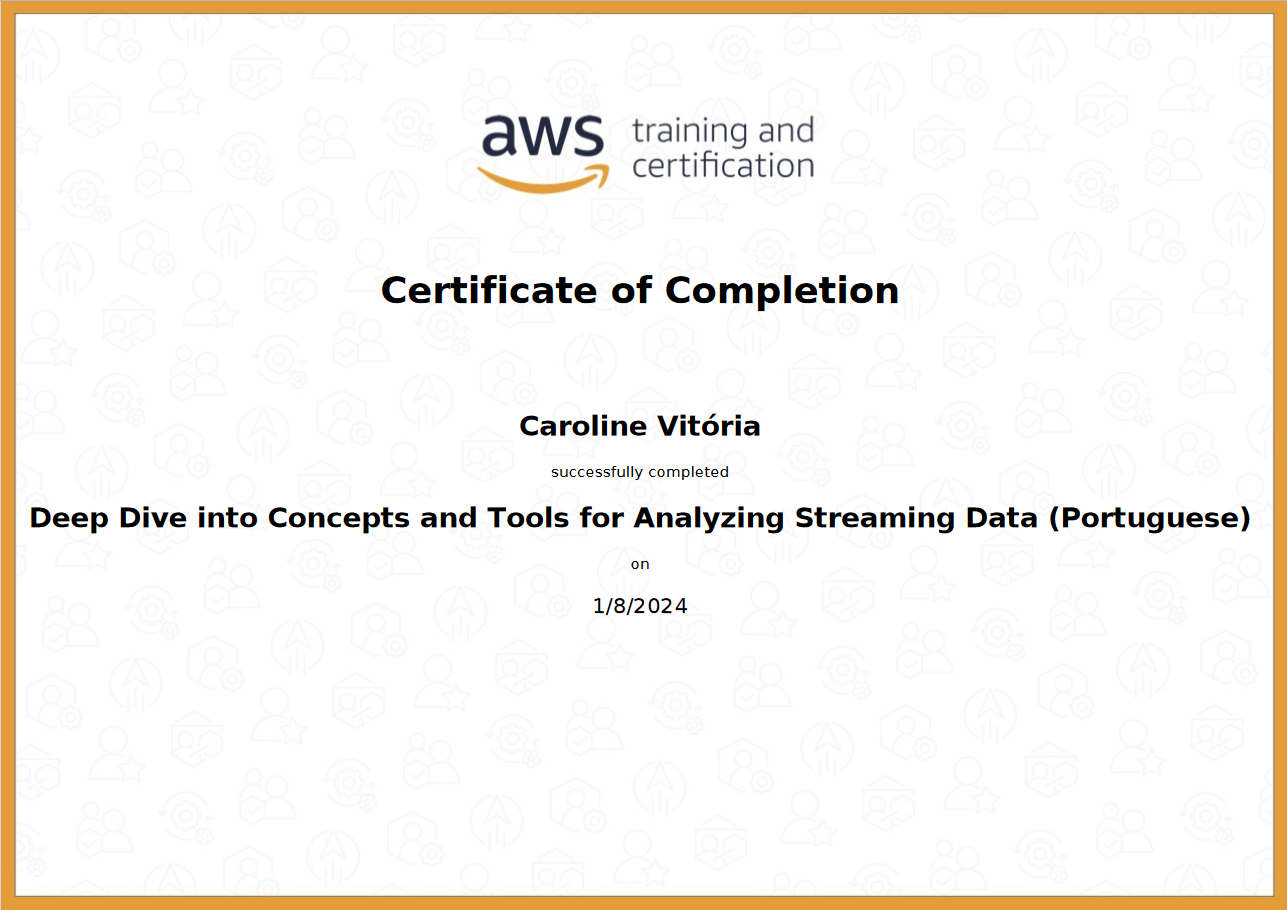 aws training and
certification
Certificate of Completion
Caroline Vitória
successfully completed
Deep Dive into Concepts and Tools for Analyzing Streaming Data (Portuguese)
on
1/8/2024